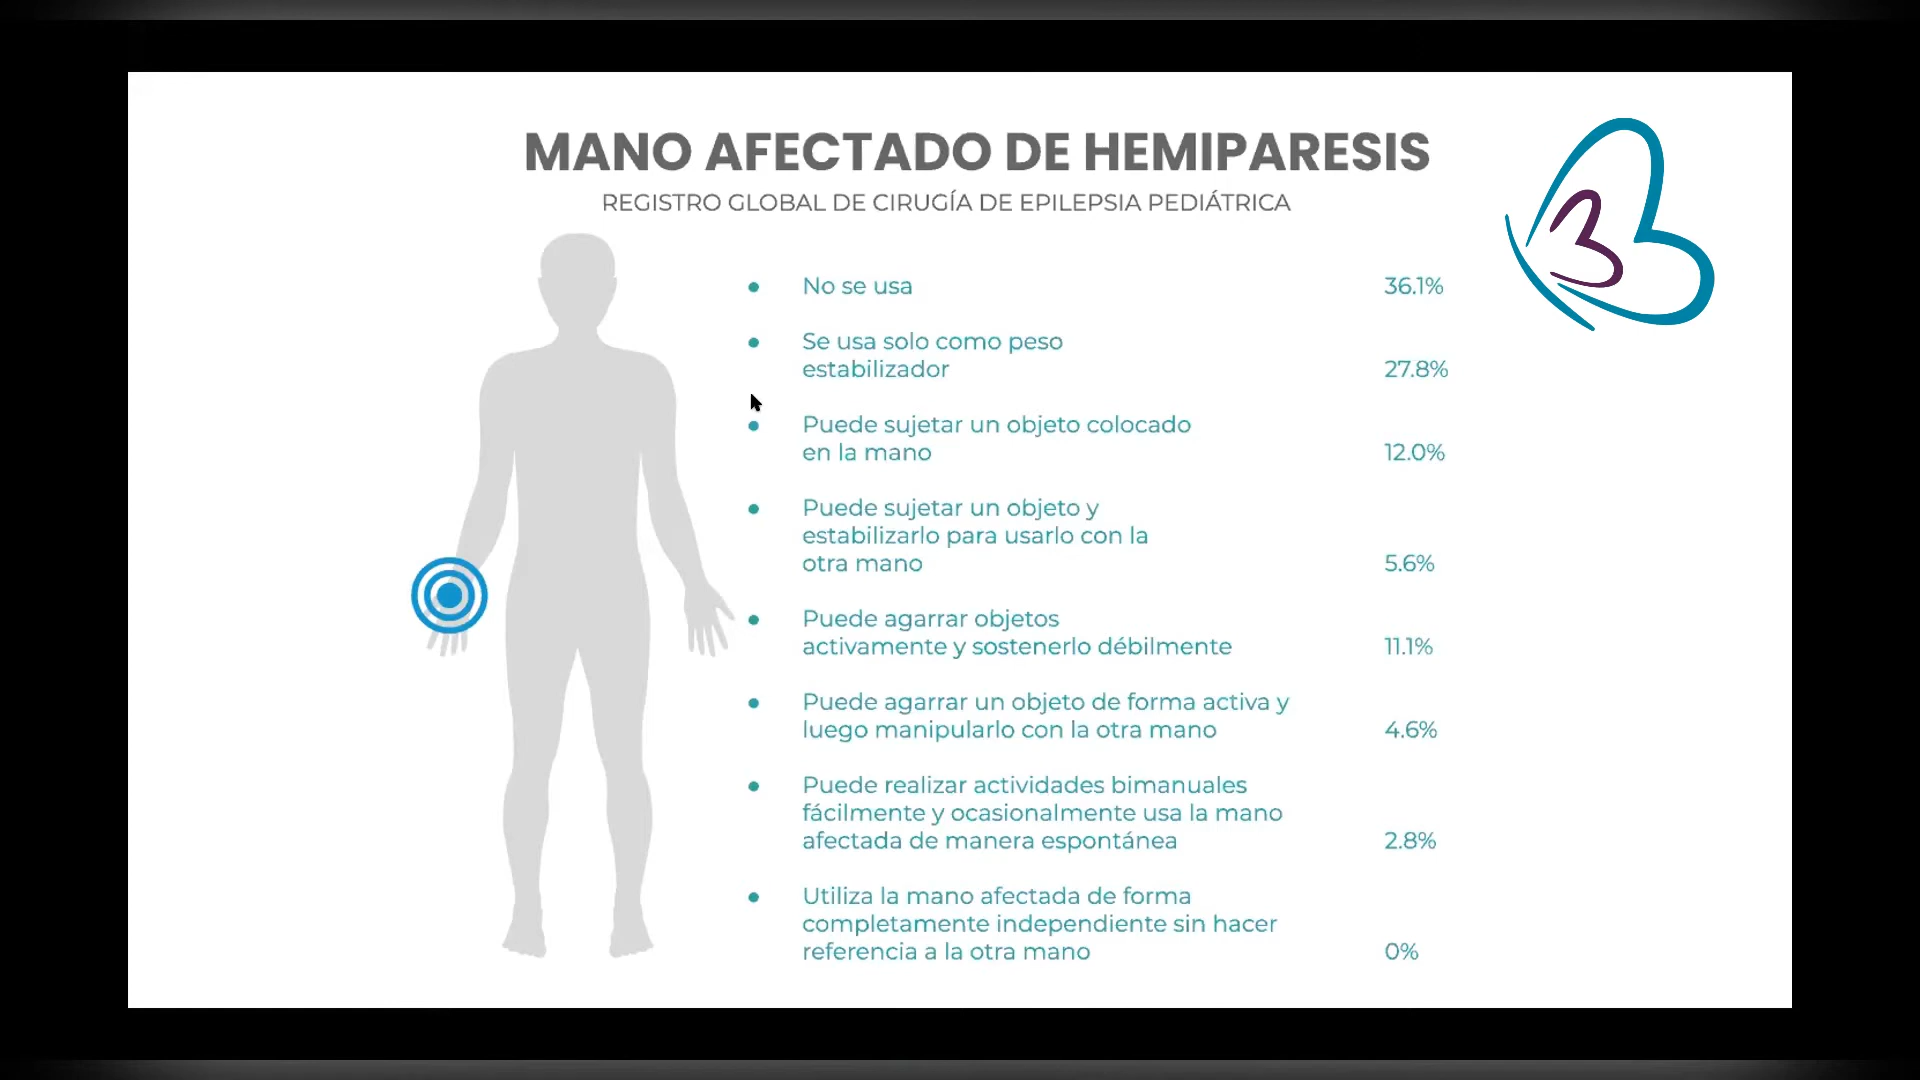 MANO AFECTADO DE HEMIPARESIS
REGISTRO GLOBAL DE CIRUGÍA DE EPILEPSIA PEDIÁTRICA
• No se usa 36.1%
• Se usa solo como peso
estabilizador 27.8%
• Puede sujetar un objeto colocado
en la mano 12.0%
• Puede sujetar un objeto y
estabilizarlo para usarlo con la
otra mano 5.6%
• Puede agarrar objetos
activamente y sostenerlo débilmente 11.1%
• Puede agarrar un objeto de forma activa y
luego manipularlo con la otra mano 4.6%
• Puede realizar actividades bimanuales
fácilmente y ocasionalmente usa la mano
afectada de manera espontánea 2.8%
• Utiliza la mano afectada de forma
completamente independiente sin hacer
referencia a la otra mano 0%